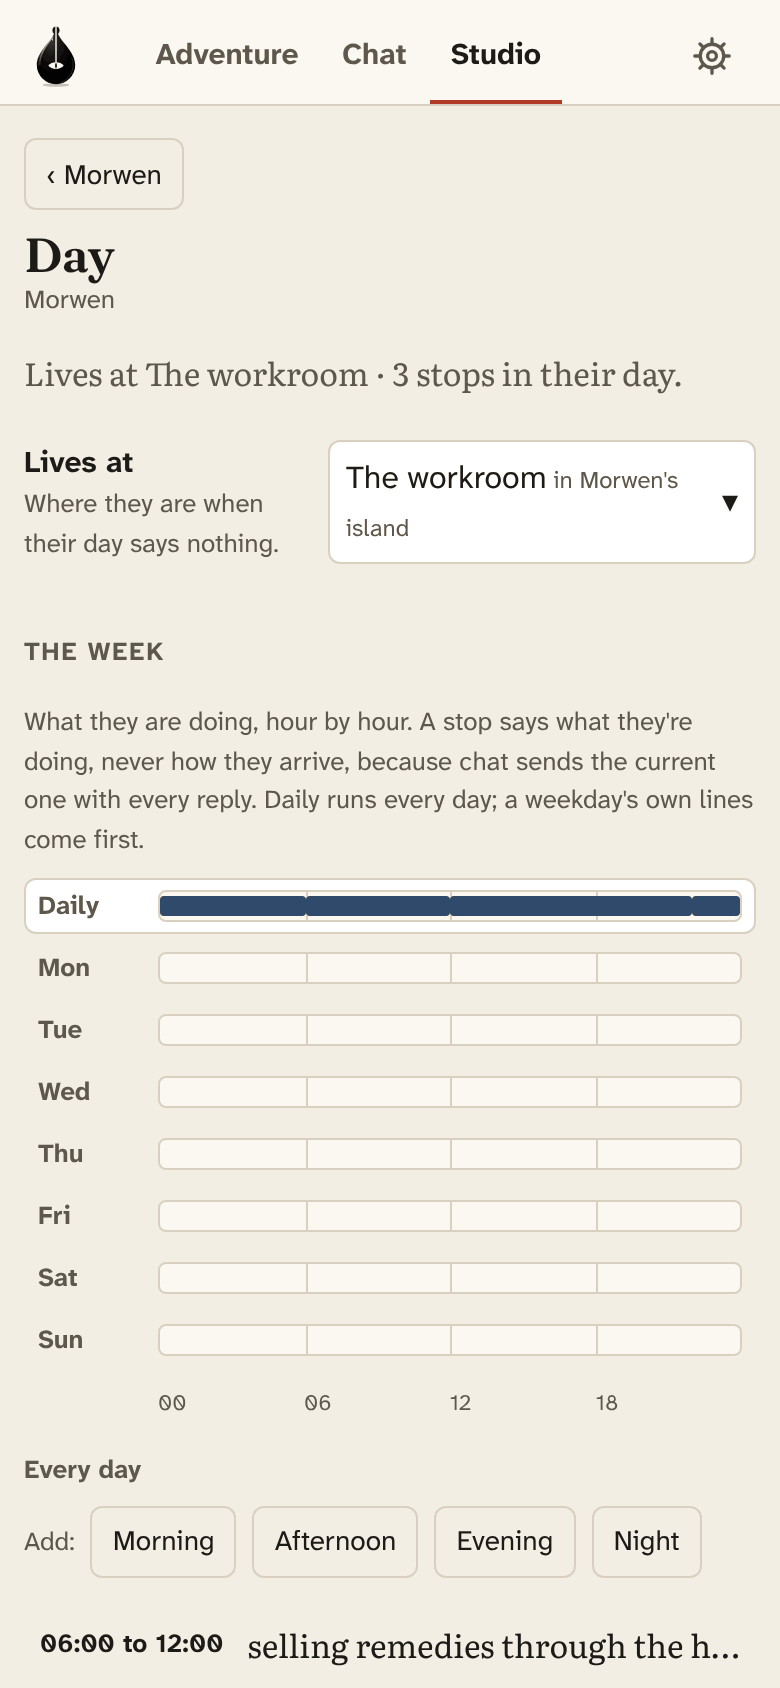 Adventure Chat Studio
‹ Morwen
Day
Morwen
Lives at The workroom · 3 stops in their day.
Lives at
Where they are when
their day says nothing.
The workroom in Morwen's
island
THE WEEK
What they are doing, hour by hour. A stop says what they're
doing, never how they arrive, because chat sends the current
one with every reply. Daily runs every day; a weekday's own lines
come first.
Daily
Mon
Tue
Wed
Thu
Fri
Sat
Sun
00 06 12 18
Every day
Add: Morning Afternoon Evening Night
06:00 to 12:00 selling remedies through the h...